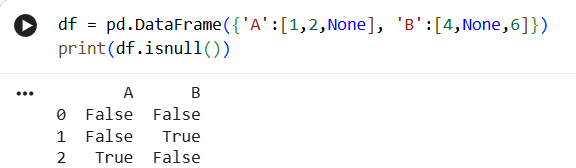 df = pd.DataFrame({'A':[1,2,None], 'B':[4,None,6]})
print(df.isnull())
       A      B
0  False  False
1  False   True
2   True  False